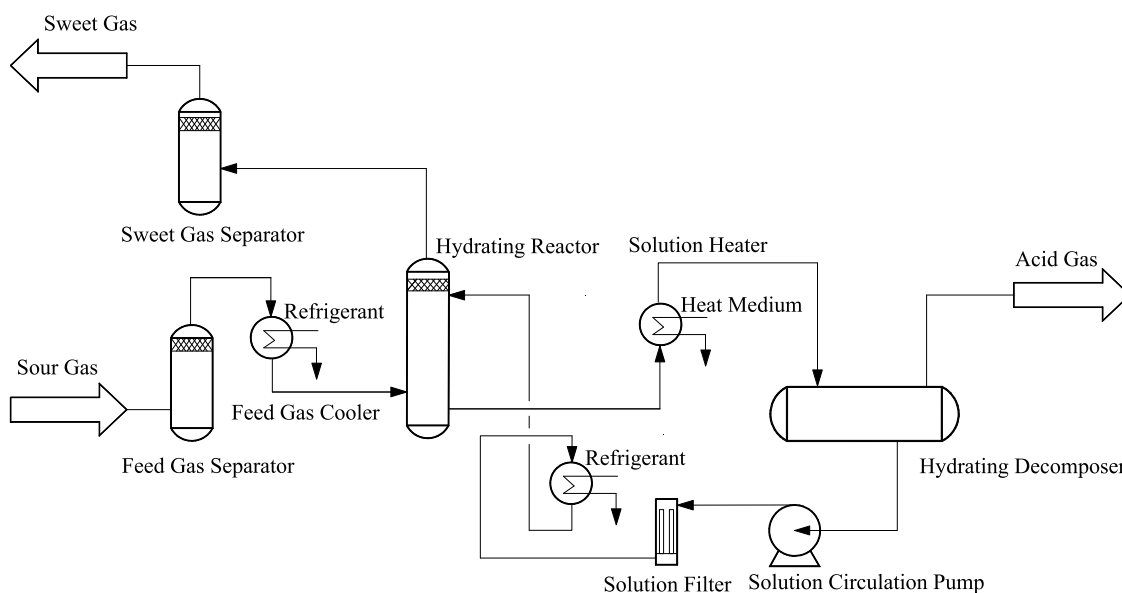 Sweet Gas
Sweet Gas Separator
Hydrating Reactor
Solution Heater
Acid Gas
Refrigerant
Heat Medium
Sour Gas
Feed Gas Cooler
Feed Gas Separator
Refrigerant
Hydrating Decomposer
Solution Filter
Solution Circulation Pump